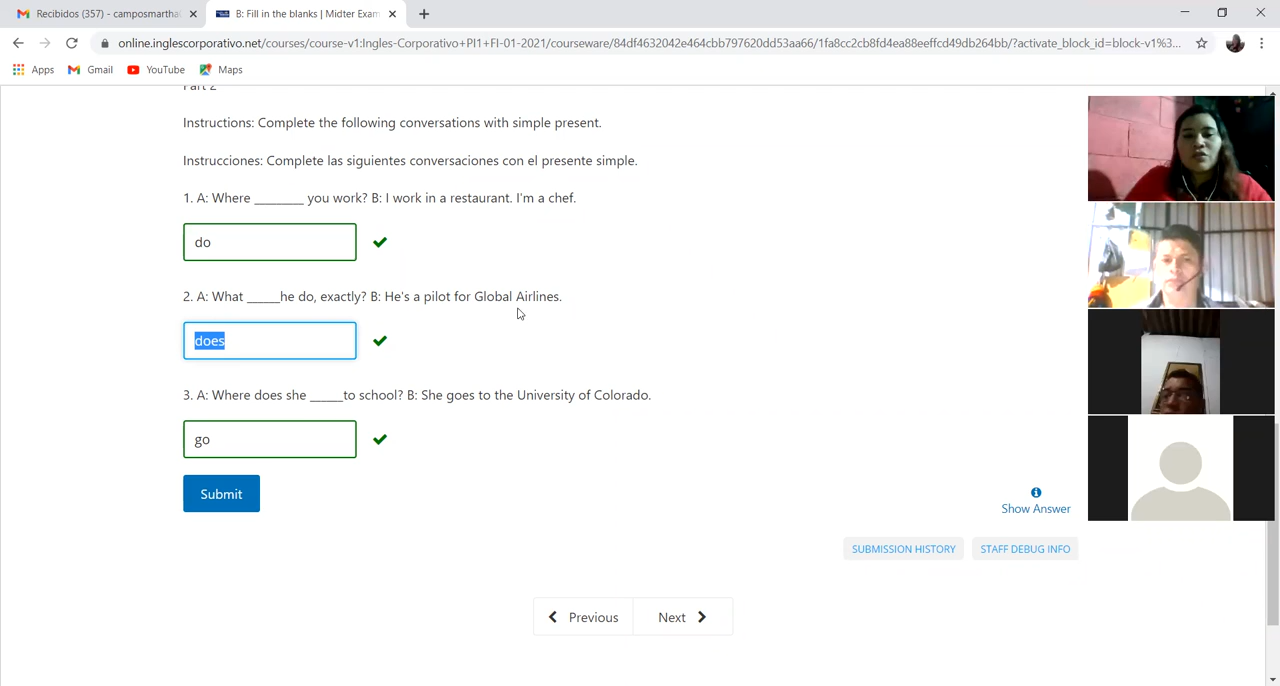 Recibidos (357) - camposmartha
B: Fill in the blanks | Midter Exam
online.inglescorporativo.net/courses/course-v1:Ingles-Corporativo+PI1+FI-01-2021/courseware/84df4632042e464cbb797620dd53aa66/1fa8cc2cb8fd4ea88eeffcd49db264bb/?activate_block_id=block-v1%3...
Apps Gmail YouTube Maps
Part 2
Instructions: Complete the following conversations with simple present.
Instrucciones: Complete las siguientes conversaciones con el presente simple.
1. A: Where ________ you work? B: I work in a restaurant. I'm a chef.
do
2. A: What ______he do, exactly? B: He's a pilot for Global Airlines.
does
3. A: Where does she ______to school? B: She goes to the University of Colorado.
go
Submit
Show Answer
SUBMISSION HISTORY STAFF DEBUG INFO
Previous Next